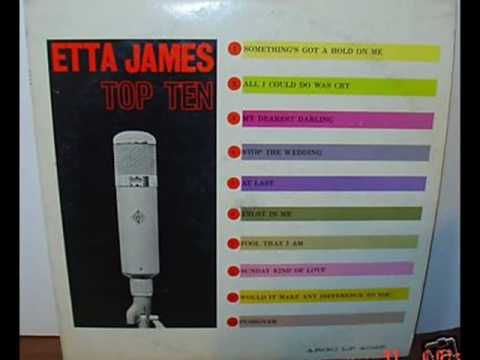 ETTA JAMES
TOP TEN
SOMETHING'S GOT A HOLD ON ME
ALL I COULD DO WAS CRY
MY DEAREST DARLING
STOP THE WEDDING
AT LAST
TRUST IN ME
FOOL THAT I AM
SUNDAY KIND OF LOVE
WOULD IT MAKE ANY DIFFERENCE TO YOU
PUSHOVER
ARGO LP